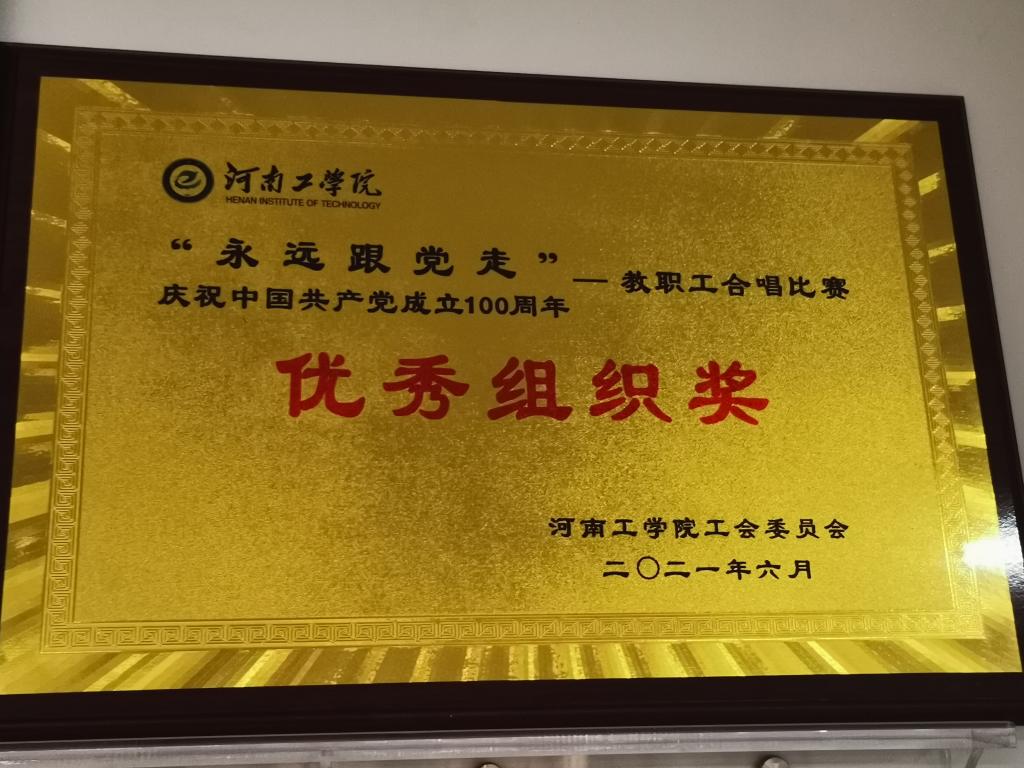 河南工学院
HENAN INSTITUTE OF TECHNOLOGY
“永远跟党走”
庆祝中国共产党成立100周年
— 教职工合唱比赛
优秀组织奖
河南工学院工会委员会
二〇二一年六月